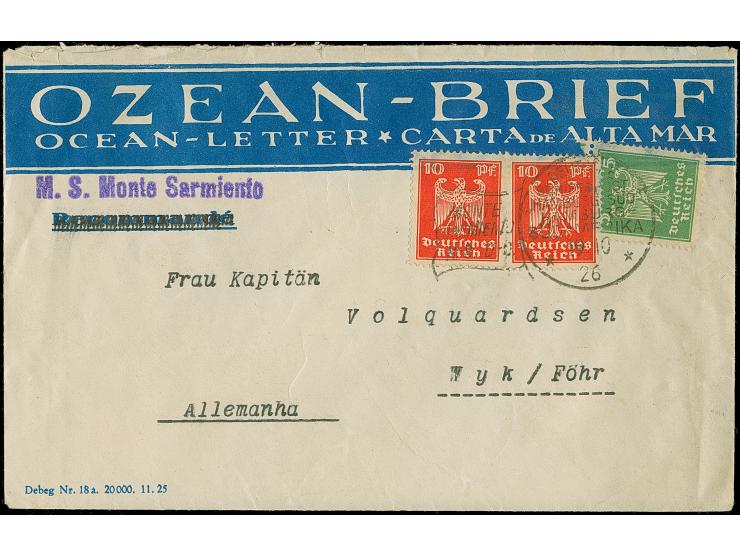 OZEAN-BRIEF
OCEAN-LETTER ★ CARTA DE ALTA MAR
M. S. Monte Sarmiento
Recommandé
10 Pf
Deutsches
Reich
10 Pf
Deutsches
Reich
5
Deutsches
Reich
26
Frau Kapitän
Volquardsen
Wyk/Föhr
Allemanha
Debeg Nr. 18a. 20000. 11.25